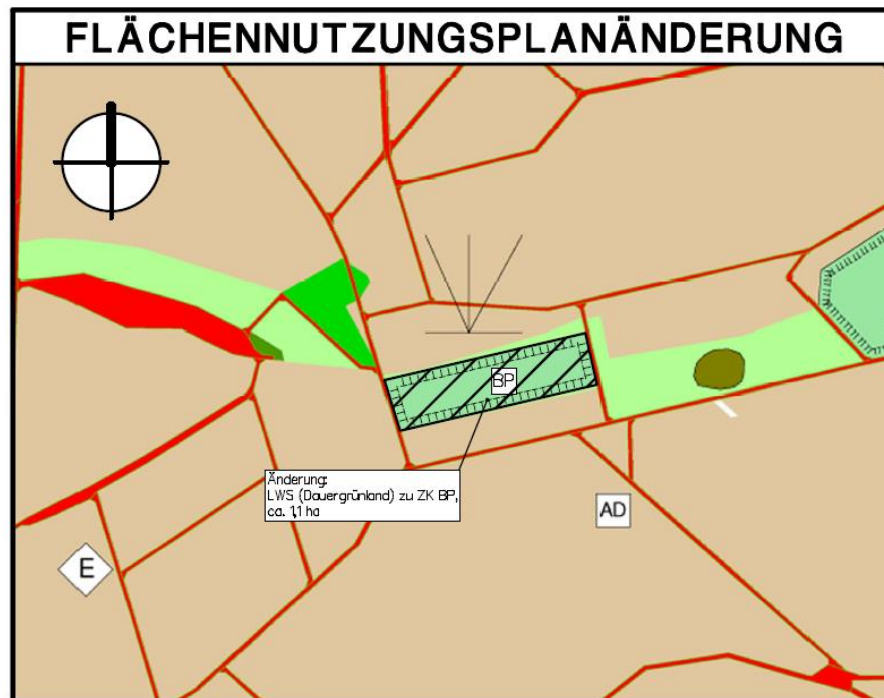 FLÄCHENNUTZUNGSPLANÄNDERUNG
BP
Änderung:
LWS (Dauergrünland) zu ZK BP,
ca. 1,1 ha
AD
E